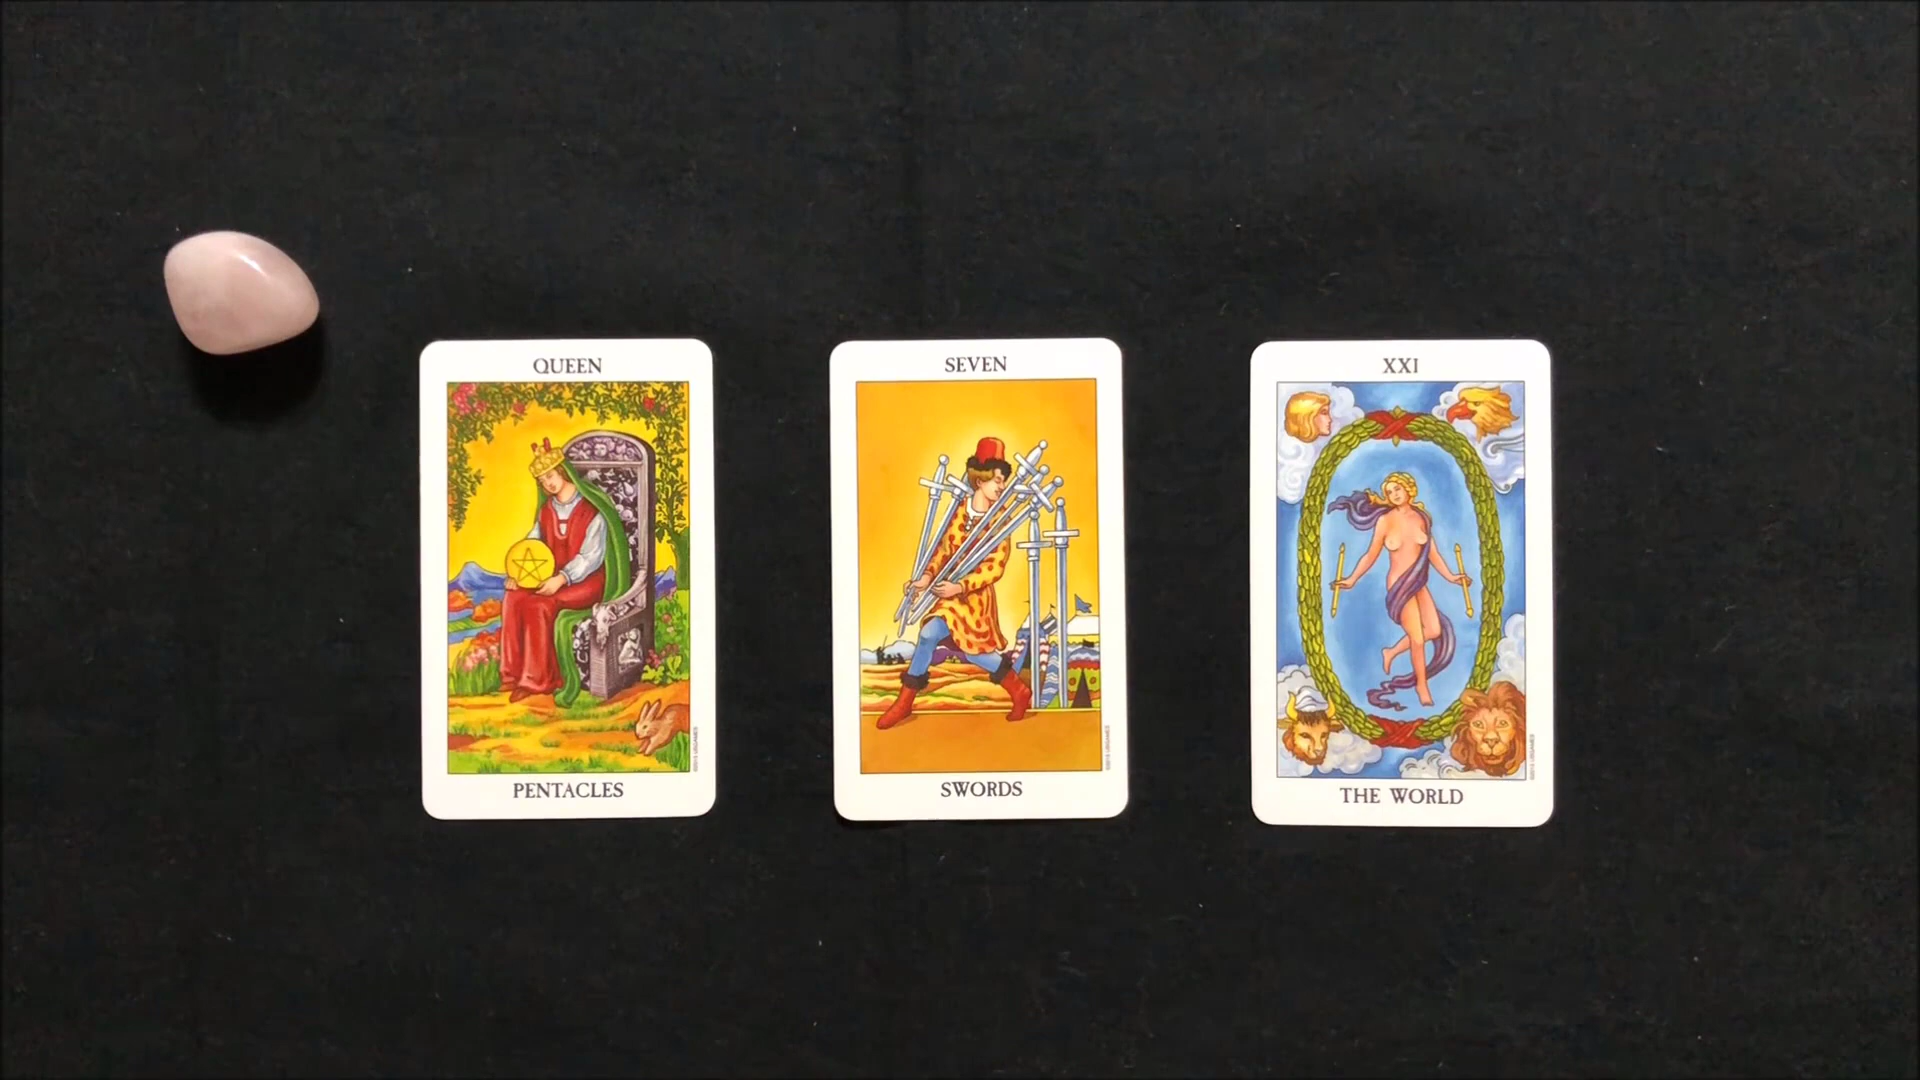 QUEEN
PENTACLES
SEVEN
SWORDS
XXI
THE WORLD